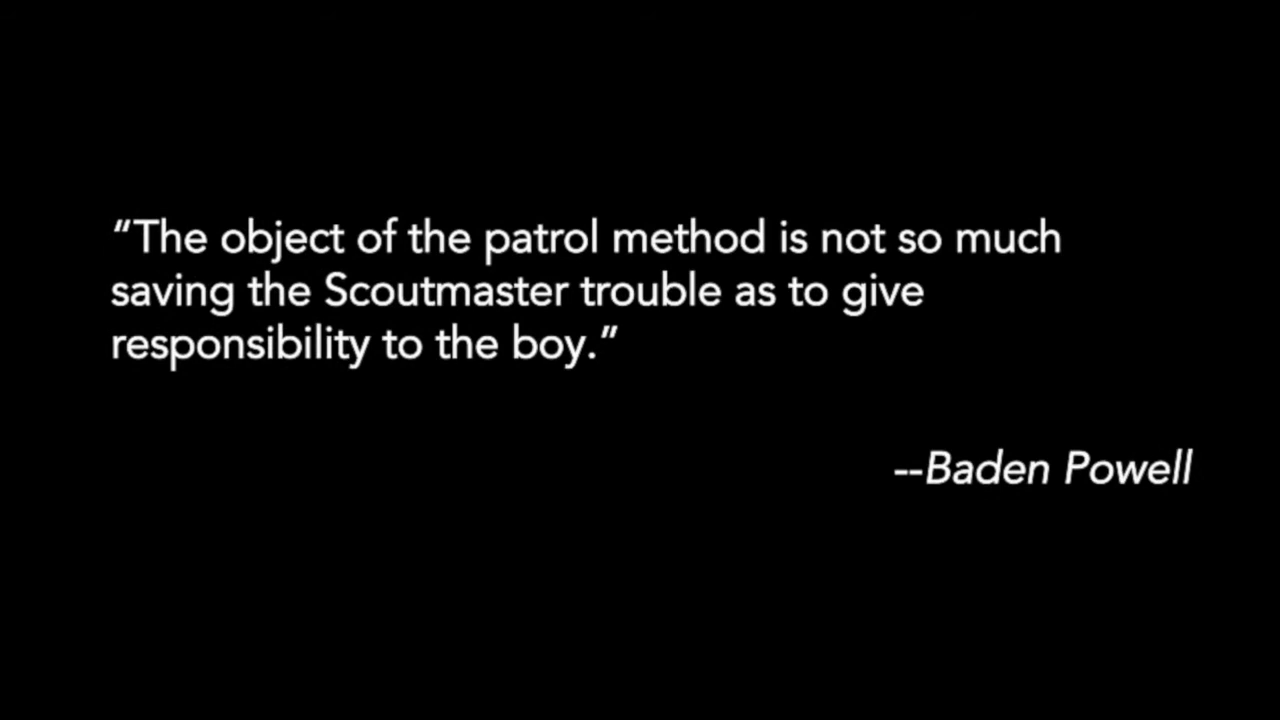 “The object of the patrol method is not so much
saving the Scoutmaster trouble as to give
responsibility to the boy.”
--Baden Powell